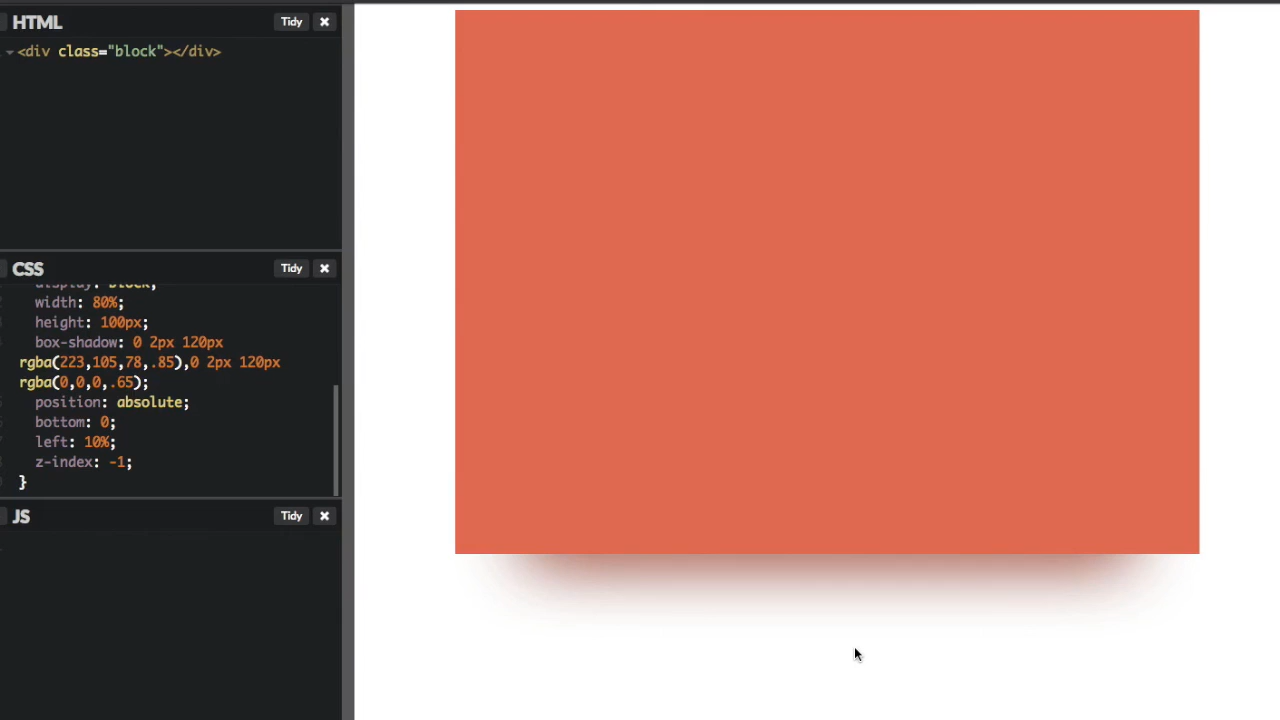 HTML
Tidy
<div class="block"></div>
CSS
Tidy
display: block;
width: 80%;
height: 100px;
box-shadow: 0 2px 120px
rgba(223,105,78,.85),0 2px 120px
rgba(0,0,0,.65);
position: absolute;
bottom: 0;
left: 10%;
z-index: -1;
}
JS
Tidy